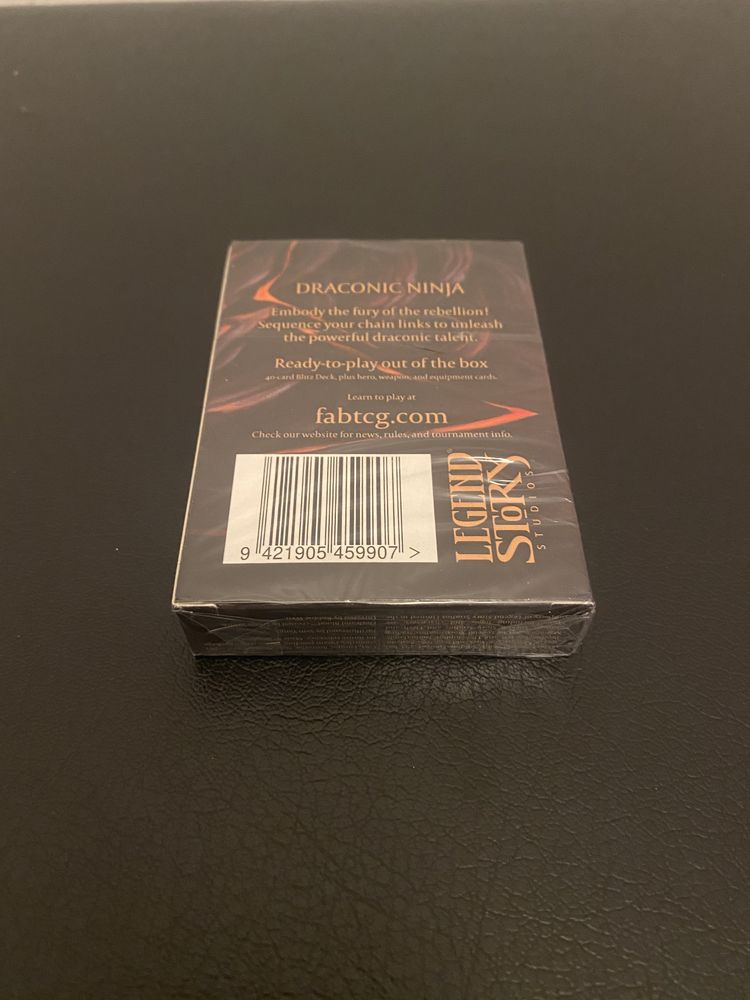 DRACONIC NINJA
Embody the fury of the rebellion!
Sequence your chain links to unleash
the powerful draconic talent.
Ready-to-play out of the box
40-card Blitz Deck, plus hero, weapon, and equipment cards.
Learn to play at
fabtcg.com
Check our website for news, rules, and tournament info.
9 421905 459907 >
LEGEND
STORY
STUDIOS